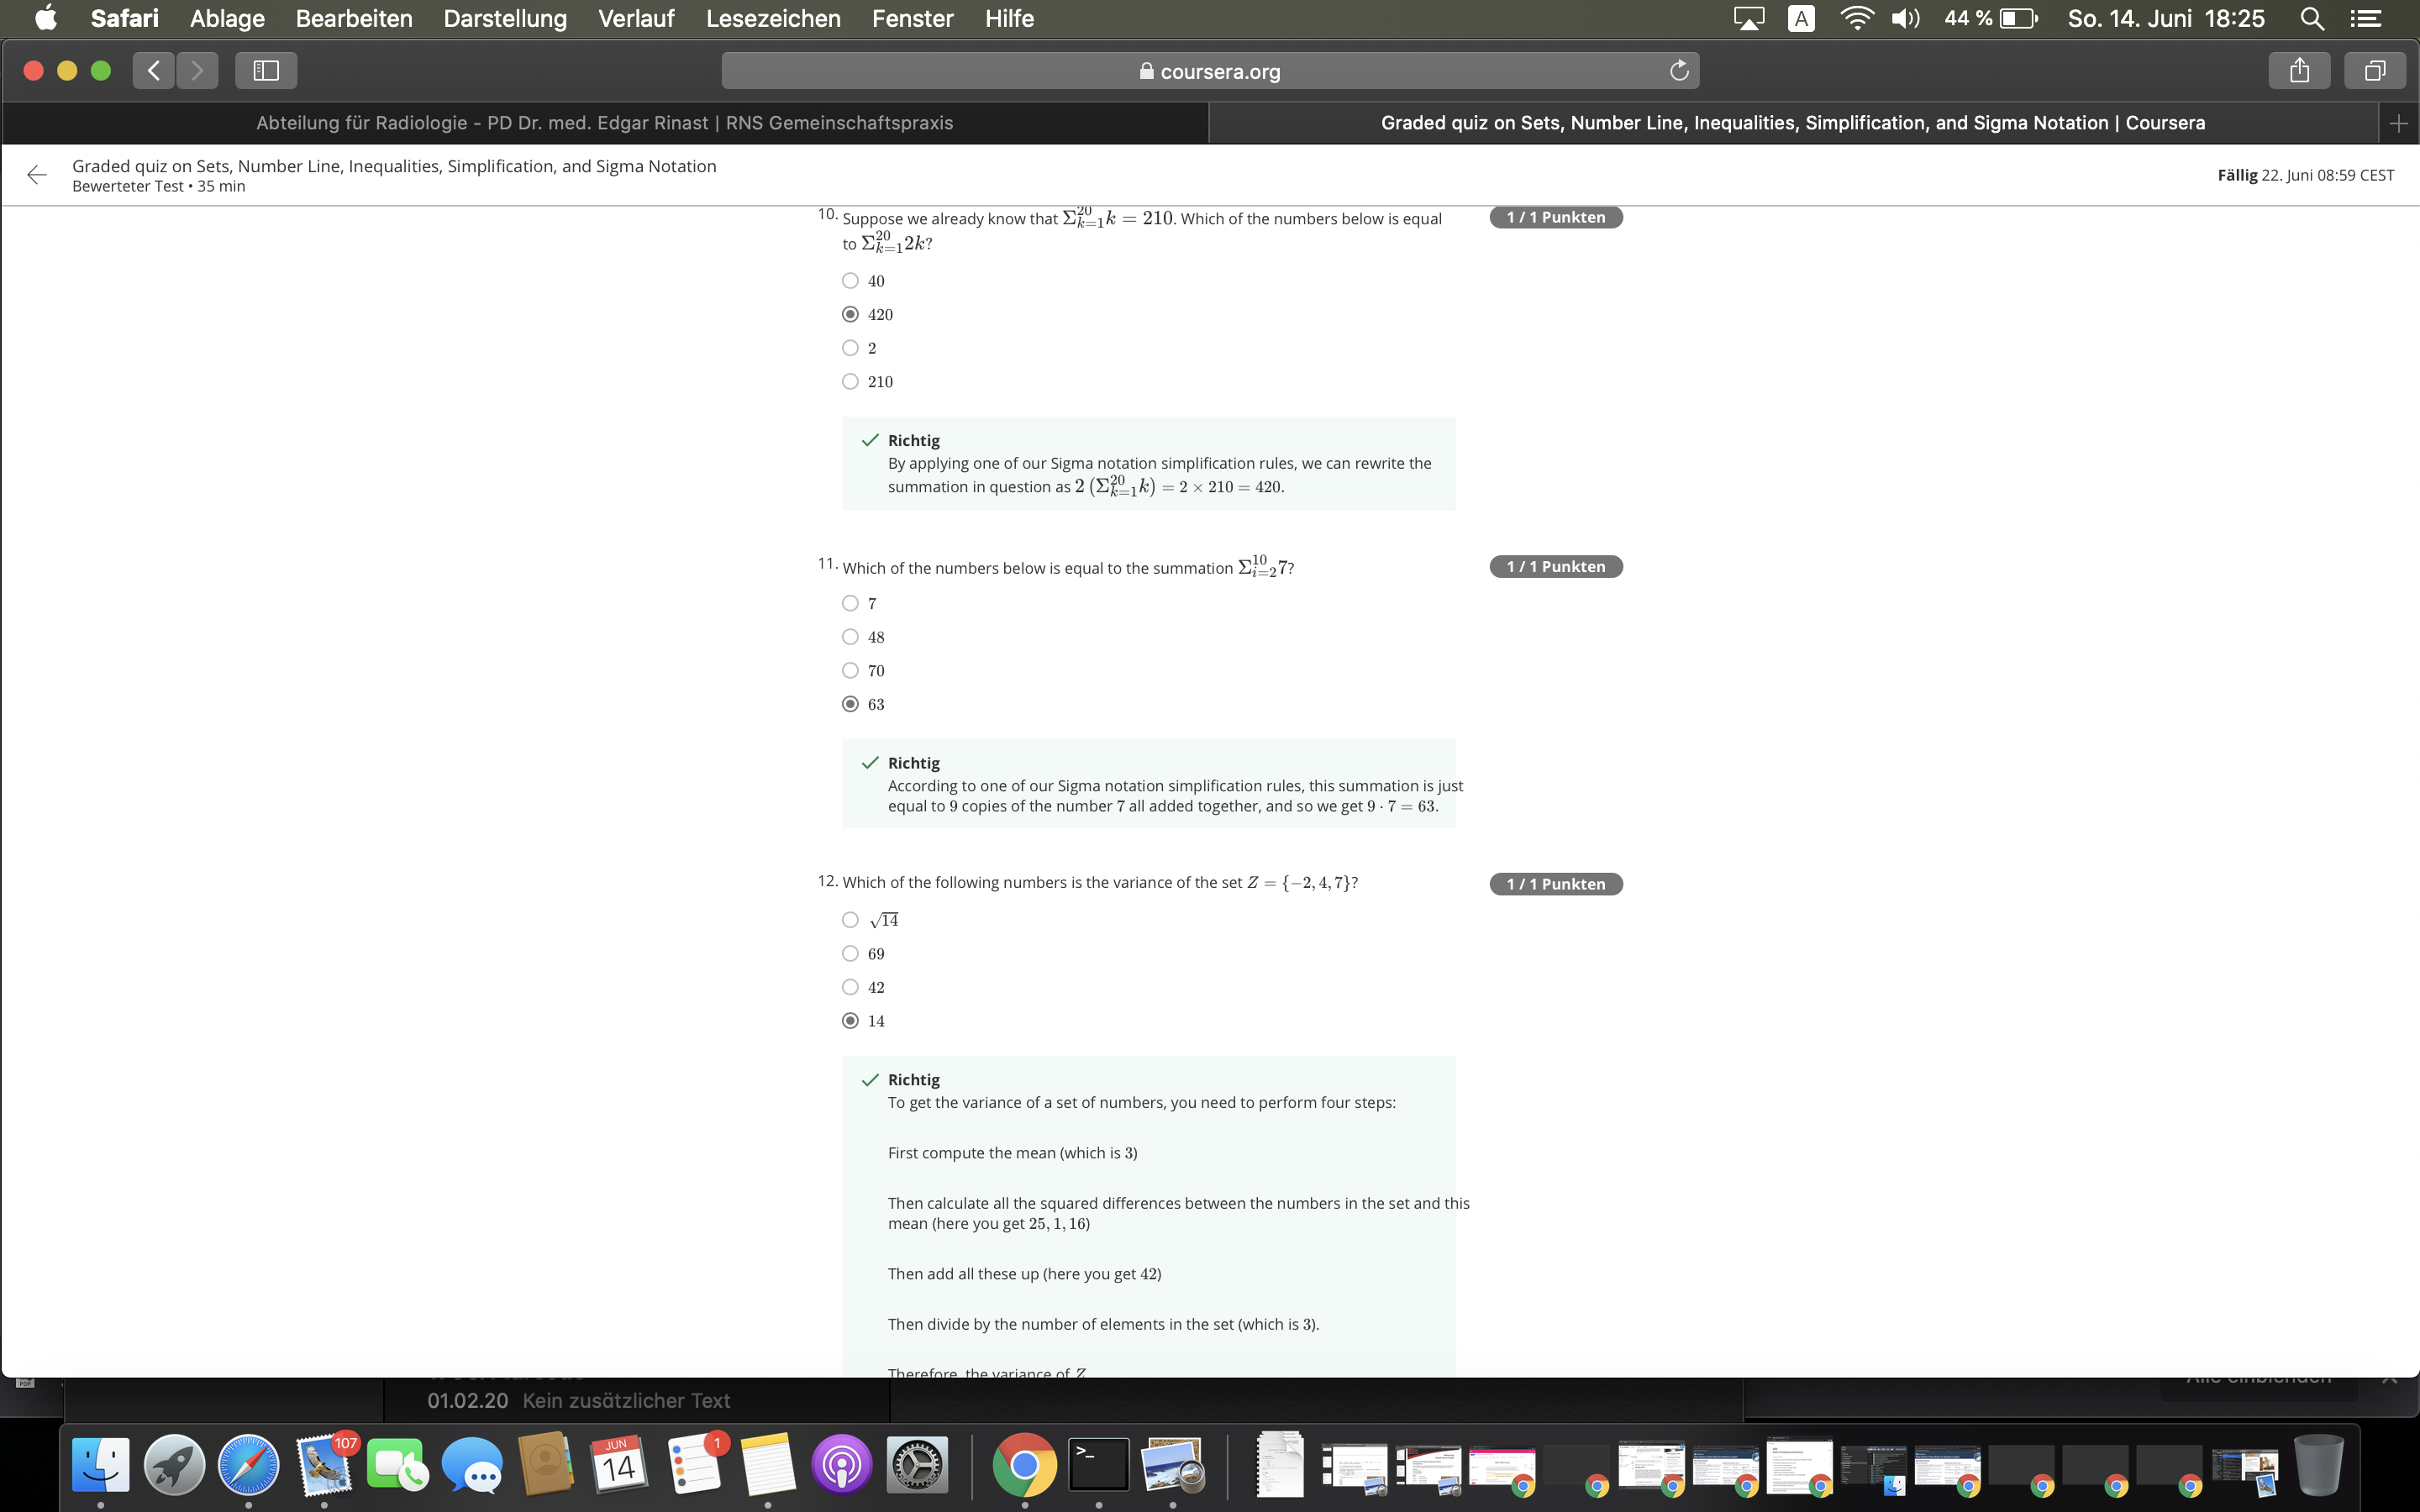 Safari Ablage Bearbeiten Darstellung Verlauf Lesezeichen Fenster Hilfe A 44 % So. 14. Juni 18:25
coursera.org
Abteilung für Radiologie - PD Dr. med. Edgar Rinast | RNS Gemeinschaftspraxis
Graded quiz on Sets, Number Line, Inequalities, Simplification, and Sigma Notation | Coursera
Graded quiz on Sets, Number Line, Inequalities, Simplification, and Sigma Notation
Bewerteter Test • 35 min
Fällig 22. Juni 08:59 CEST
10. Suppose we already know that Σ_{k=1}^{20} k = 210. Which of the numbers below is equal
to Σ_{k=1}^{20} 2k?
1 / 1 Punkten
40
420
2
210
Richtig
By applying one of our Sigma notation simplification rules, we can rewrite the
summation in question as 2 (Σ_{k=1}^{20} k) = 2 × 210 = 420.
11. Which of the numbers below is equal to the summation Σ_{i=2}^{10} 7?
1 / 1 Punkten
7
48
70
63
Richtig
According to one of our Sigma notation simplification rules, this summation is just
equal to 9 copies of the number 7 all added together, and so we get 9 · 7 = 63.
12. Which of the following numbers is the variance of the set Z = {−2, 4, 7}?
1 / 1 Punkten
√14
69
42
14
Richtig
To get the variance of a set of numbers, you need to perform four steps:
First compute the mean (which is 3)
Then calculate all the squared differences between the numbers in the set and this
mean (here you get 25, 1, 16)
Then add all these up (here you get 42)
Then divide by the number of elements in the set (which is 3).
Therefore, the variance of Z
Alle einblenden
01.02.20 Kein zusätzlicher Text
107
JUN
14
1
>_